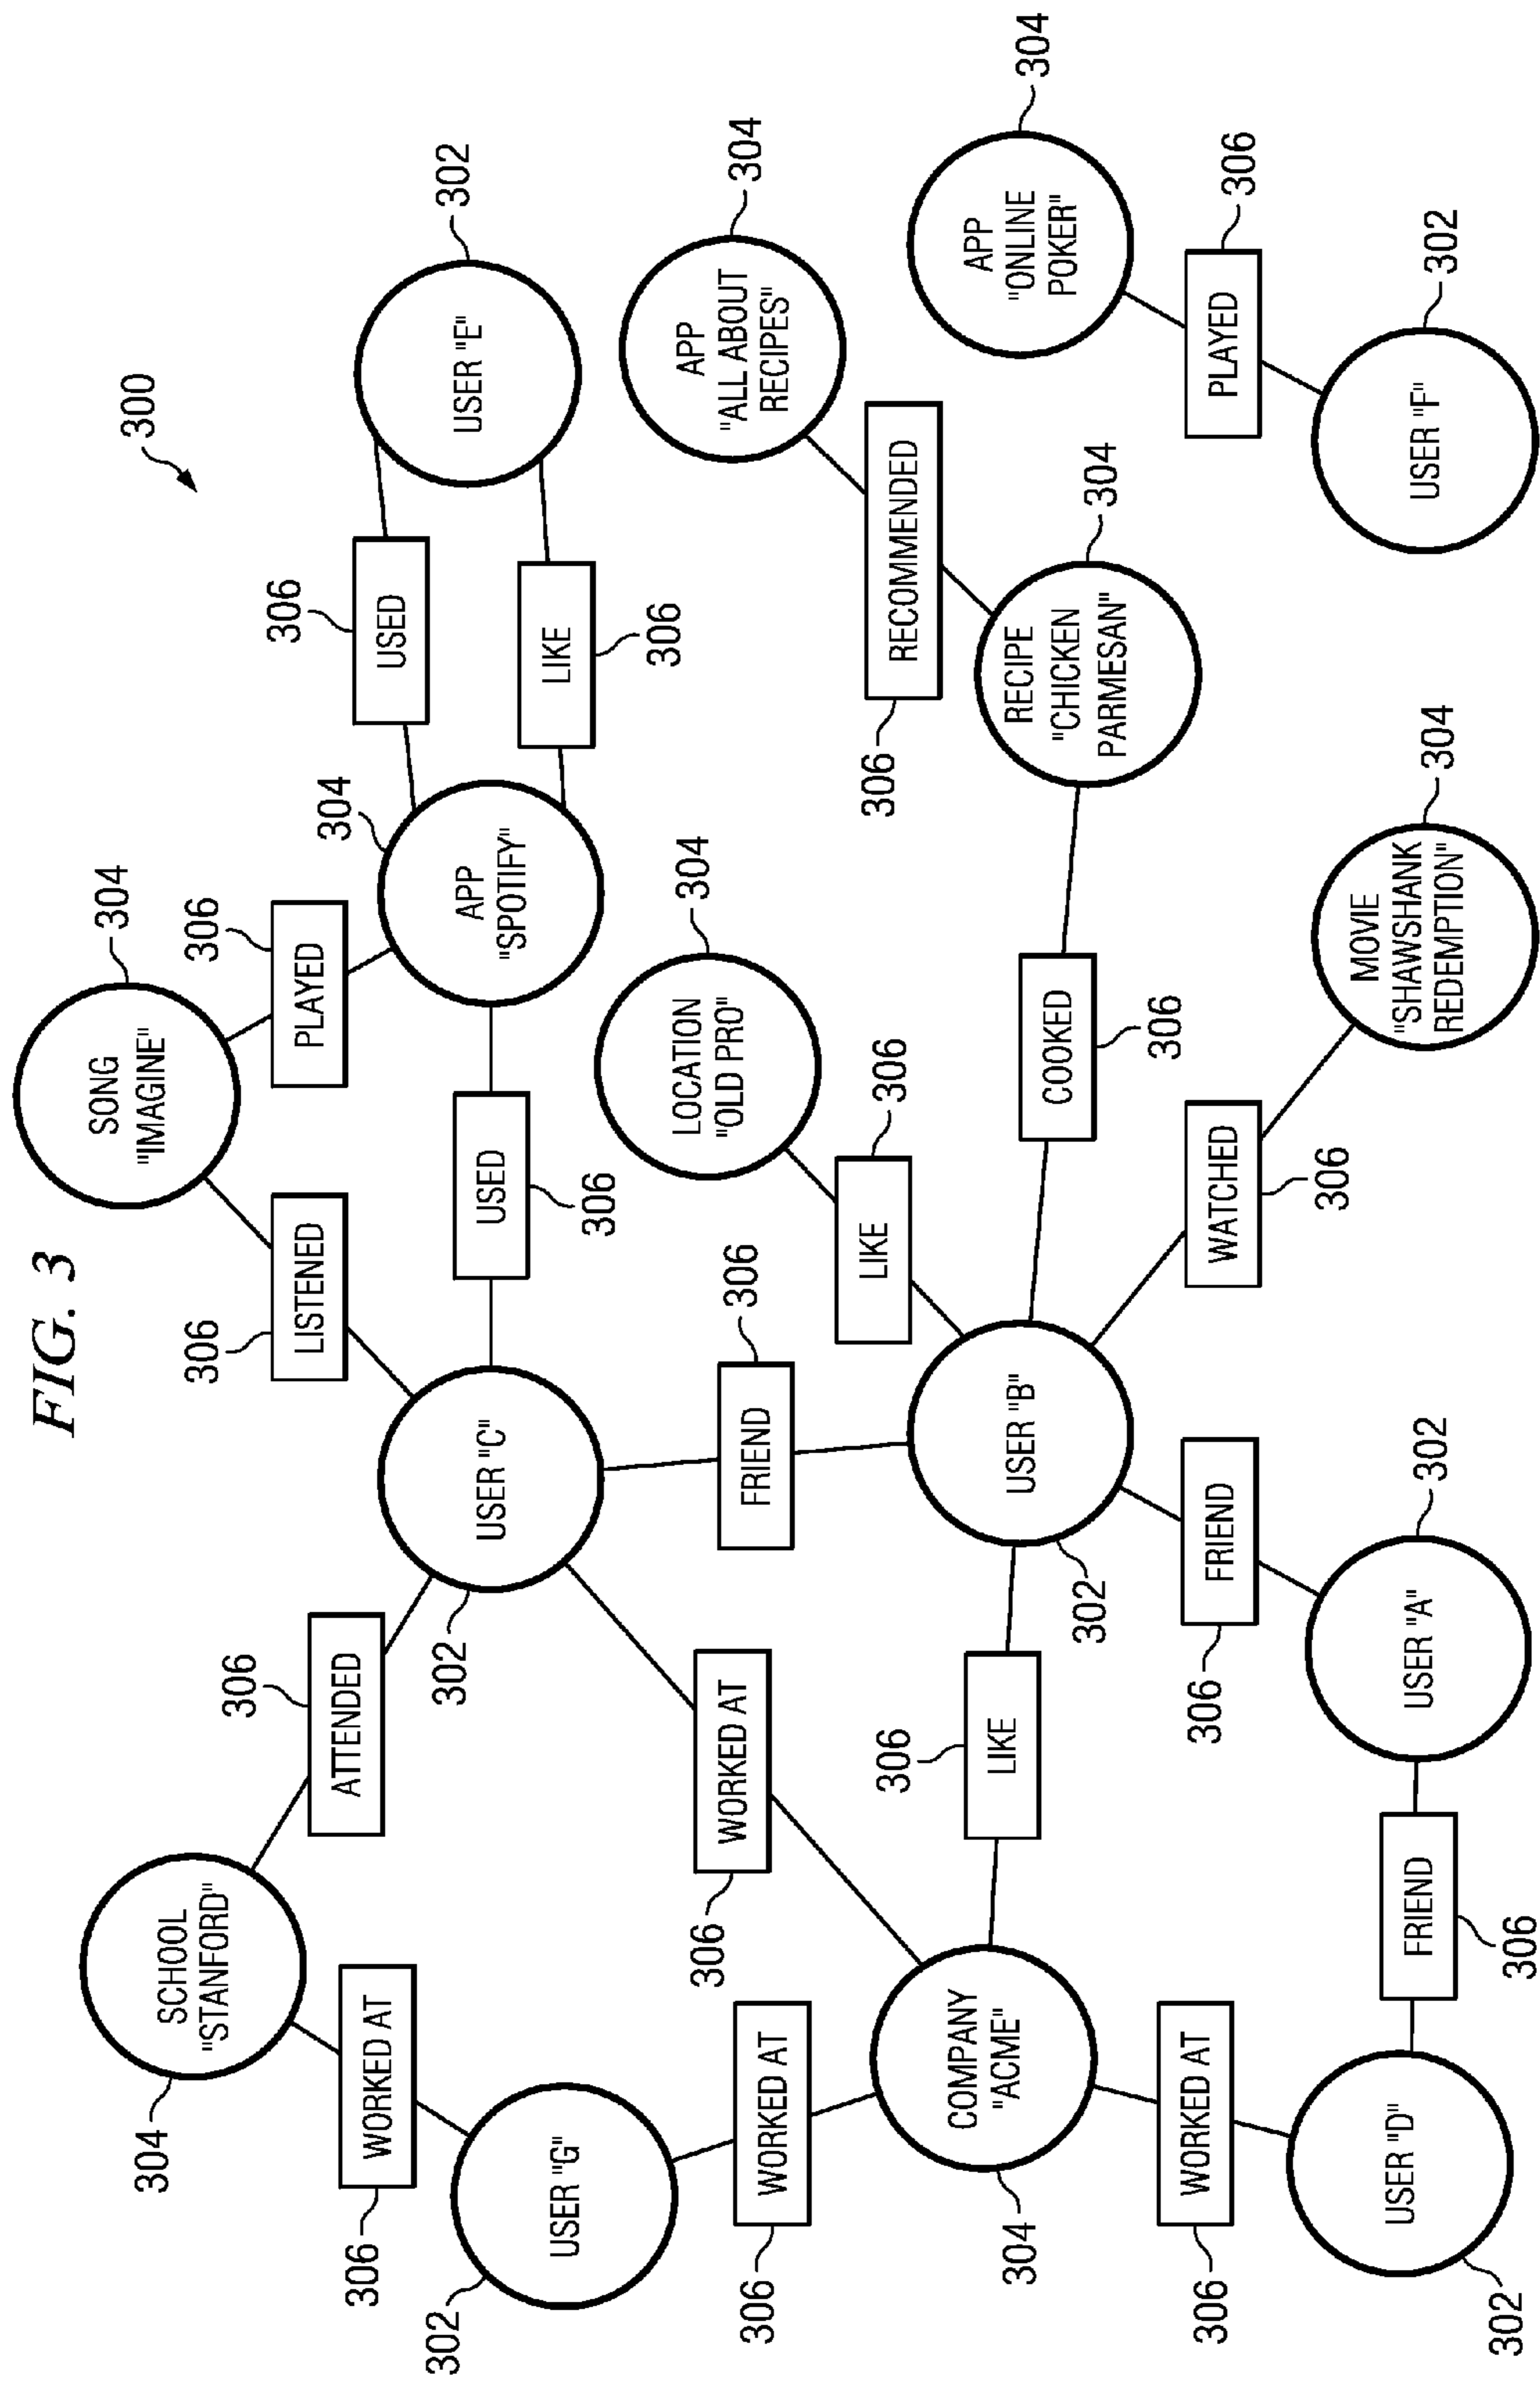 FIG. 3
300
SONG
"IMAGINE"
304
304
SCHOOL
"STANFORD"
306
LISTENED
306
PLAYED
306
ATTENDED
306
USED
306
304
306
WORKED AT
302
USER "G"
302
USER "C"
USED
306
APP
"SPOTIFY"
LIKE
306
USER "E"
302
306
WORKED AT
306
WORKED AT
FRIEND
306
LOCATION
"OLD PRO"
304
APP
"ALL ABOUT
RECIPES"
304
LIKE
306
306
RECOMMENDED
304
COMPANY
"ACME"
306
LIKE
USER "B"
302
COOKED
306
RECIPE
"CHICKEN
PARMESAN"
304
APP
"ONLINE
POKER"
304
306
WORKED AT
306
FRIEND
WATCHED
306
PLAYED
306
302
USER "D"
FRIEND
306
USER "A"
302
MOVIE
"SHAWSHANK
REDEMPTION"
304
USER "F"
302